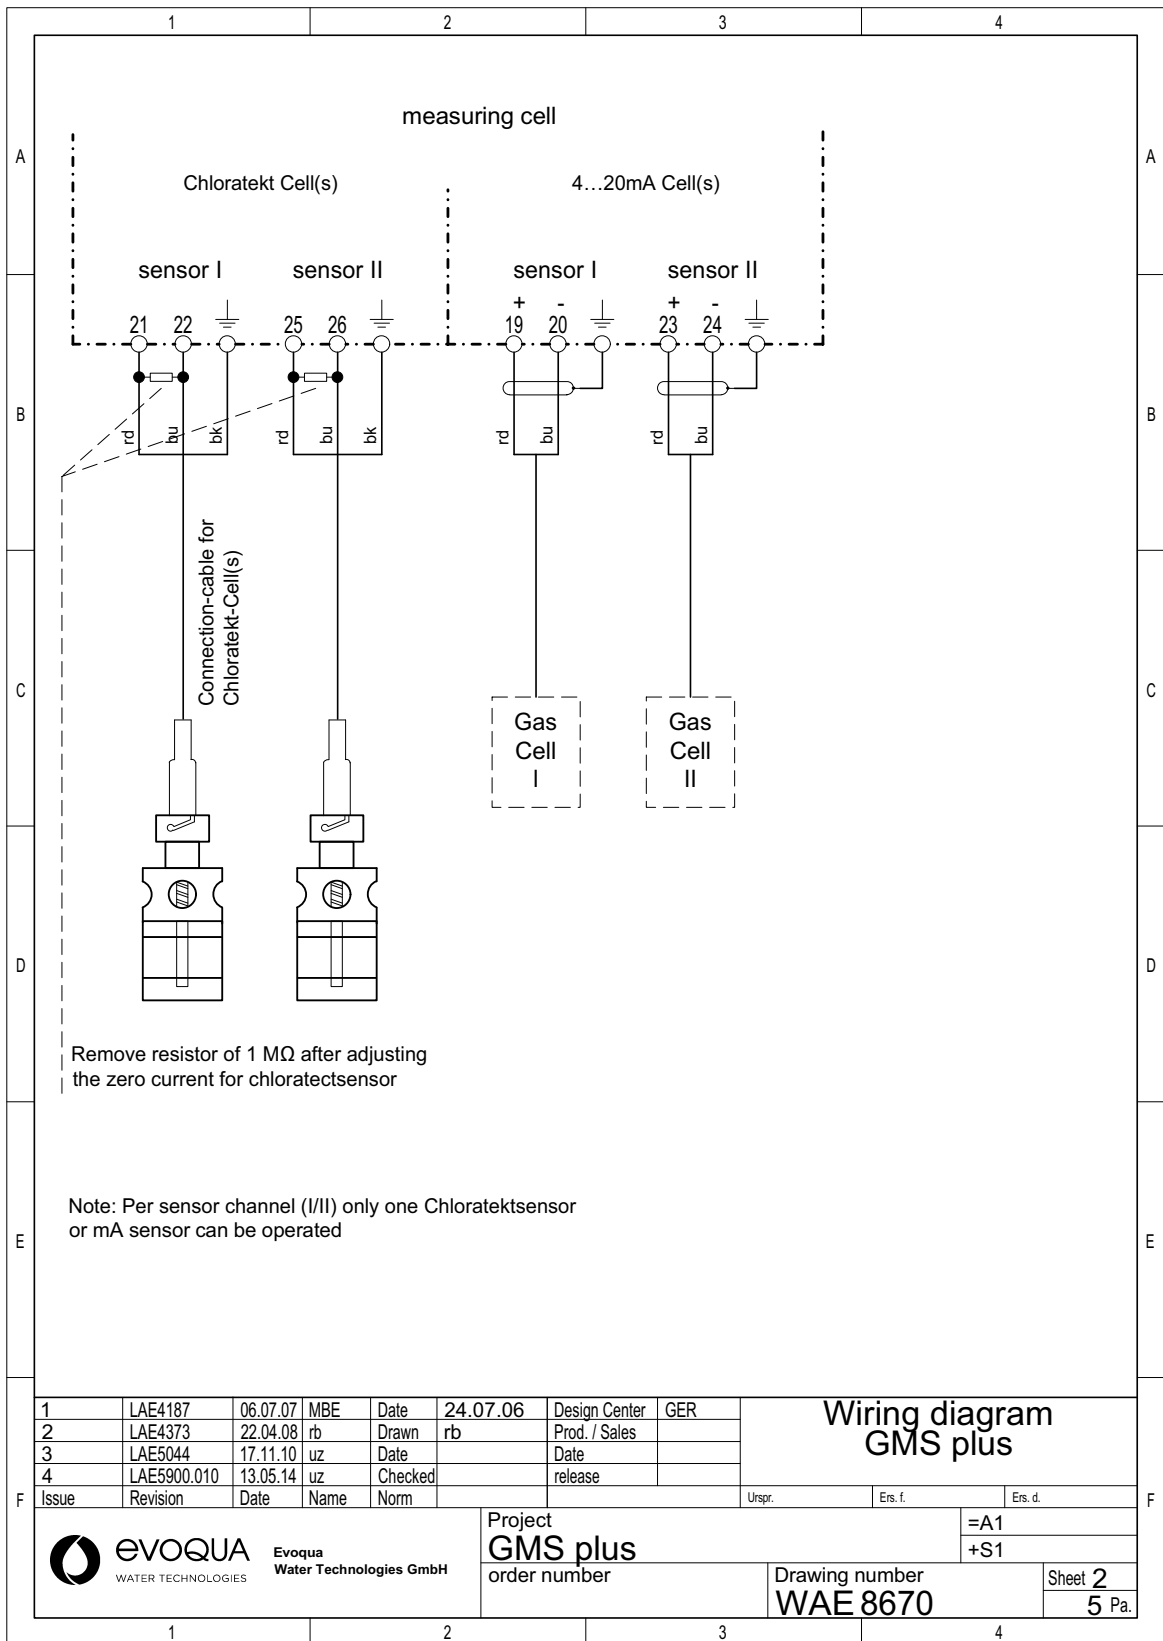 1 2 3 4
measuring cell
A A
Chloratekt Cell(s) 4...20mA Cell(s)
sensor I sensor II sensor I sensor II
+ - + -
21 22 25 26 19 20 23 24
B B
rd bu bk rd bu bk rd bu rd bu
Connection-cable for
Chloratekt-Cell(s)
C C
Gas Gas
Cell Cell
I II
D D
Remove resistor of 1 MΩ after adjusting
the zero current for chloratectsensor
Note: Per sensor channel (I/II) only one Chloratektsensor
or mA sensor can be operated
E E
1 LAE4187 06.07.07 MBE Date 24.07.06 Design Center GER
2 LAE4373 22.04.08 rb Drawn rb Prod. / Sales
3 LAE5044 17.11.10 uz Date Date
4 LAE5900.010 13.05.14 uz Checked release
Issue Revision Date Name Norm
Wiring diagram
GMS plus
Urspr. Ers. f. Ers. d.
F F
evoQUA
WATER TECHNOLOGIES
Evoqua
Water Technologies GmbH
Project
GMS plus
=A1
+S1
order number
Drawing number
WAE 8670
Sheet 2
5 Pa.
1 2 3 4